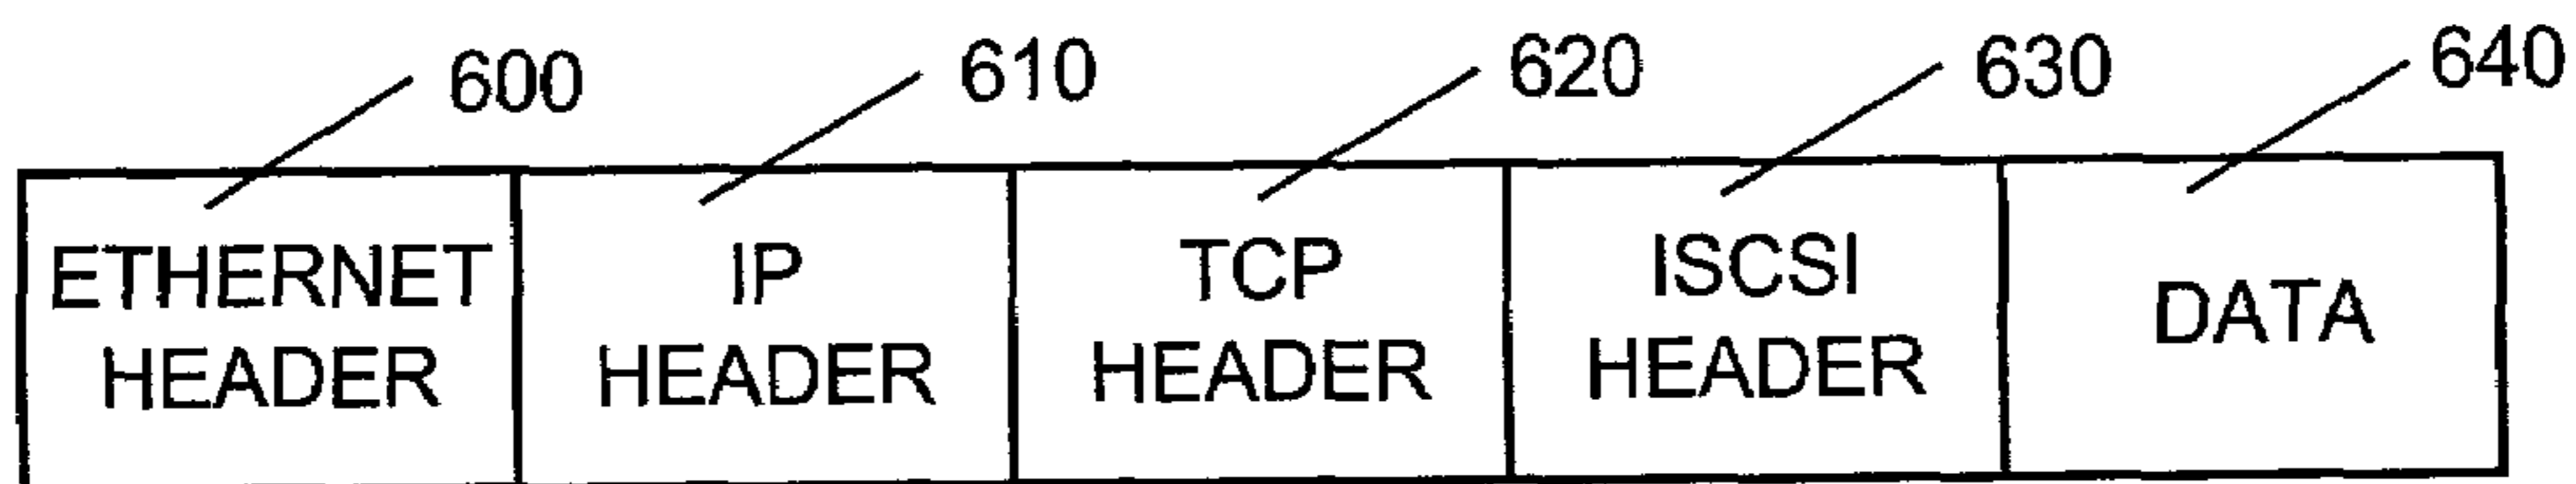 600 610 620 630 640
ETHERNET HEADER
IP HEADER
TCP HEADER
ISCSI HEADER
DATA